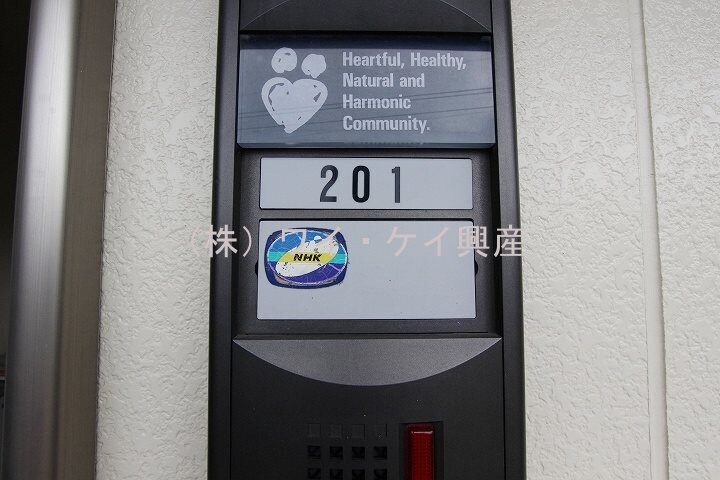 Heartful, Healthy,
Natural and
Harmonic
Community.
201
(株)ワイ・ケイ興産
NHK